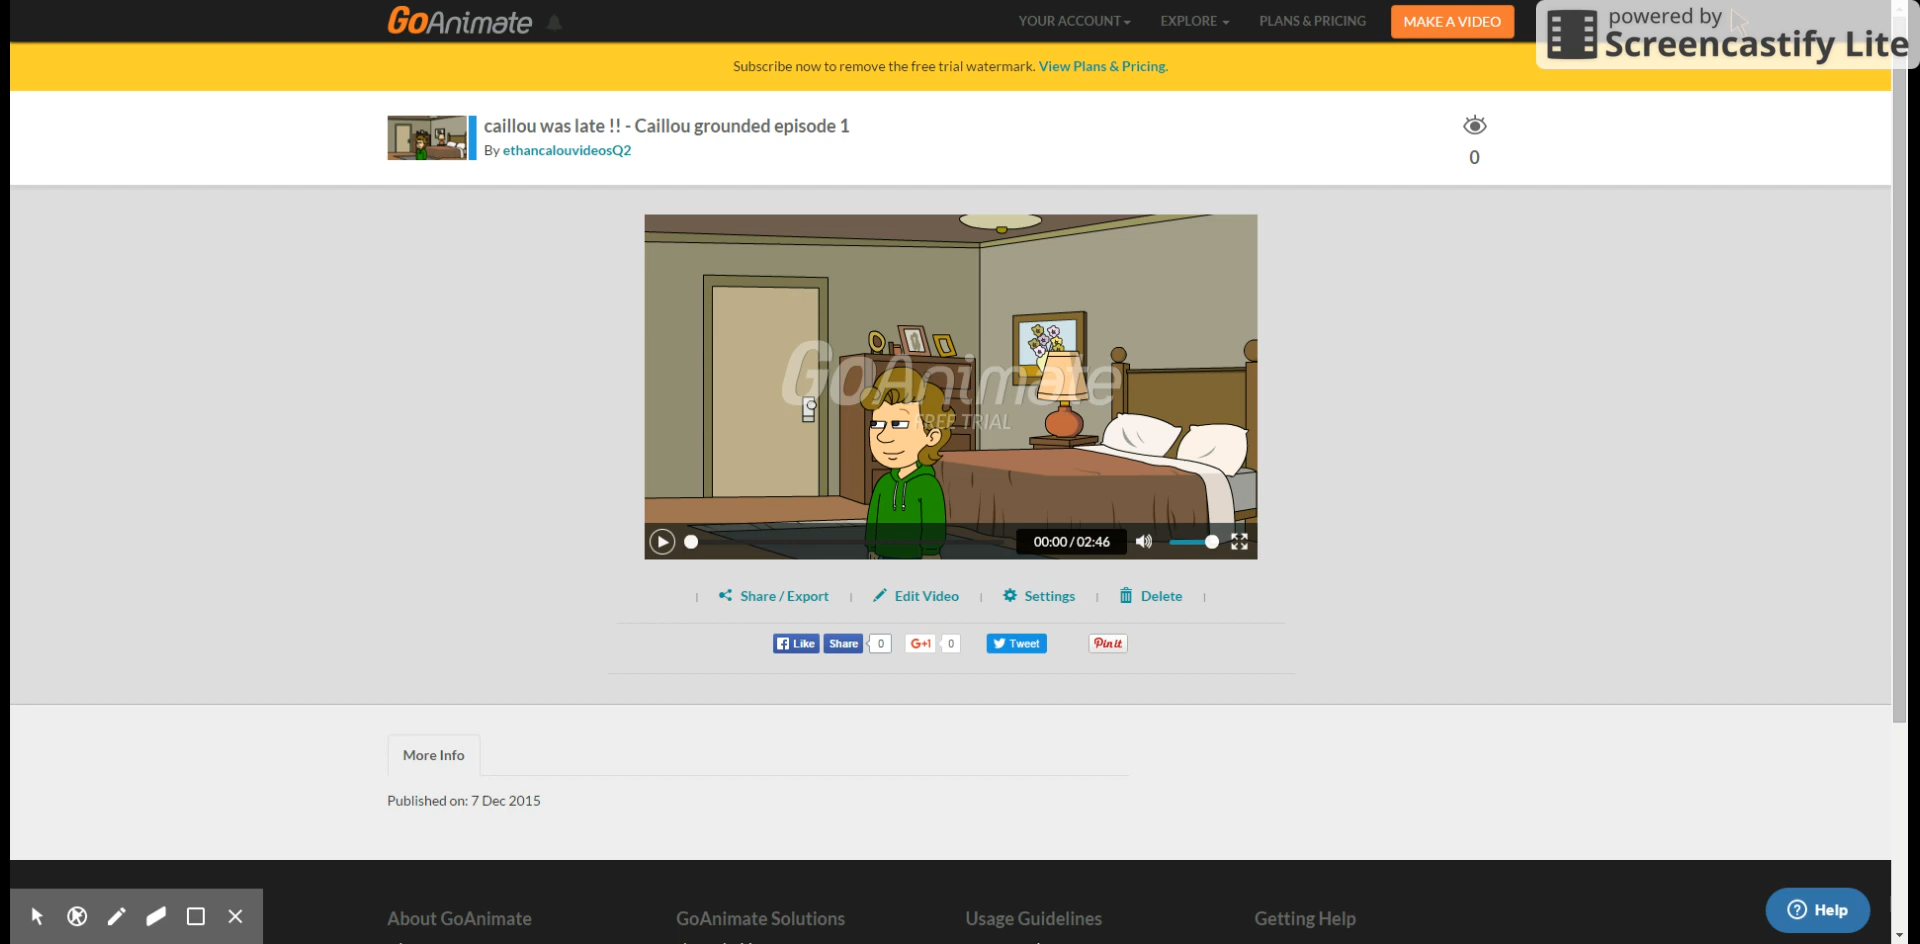 GoAnimate
YOUR ACCOUNT
EXPLORE
PLANS & PRICING
MAKE A VIDEO
powered by
Screencastify Lite
Subscribe now to remove the free trial watermark. View Plans & Pricing.
caillou was late !! - Caillou grounded episode 1
By ethancalouvideosQ2
0
GoAnimate
FREE TRIAL
00:00 / 02:46
Share / Export
Edit Video
Settings
Delete
Like
Share
0
G+1
0
Tweet
Pin it
More Info
Published on: 7 Dec 2015
About GoAnimate
GoAnimate Solutions
Usage Guidelines
Getting Help
Help